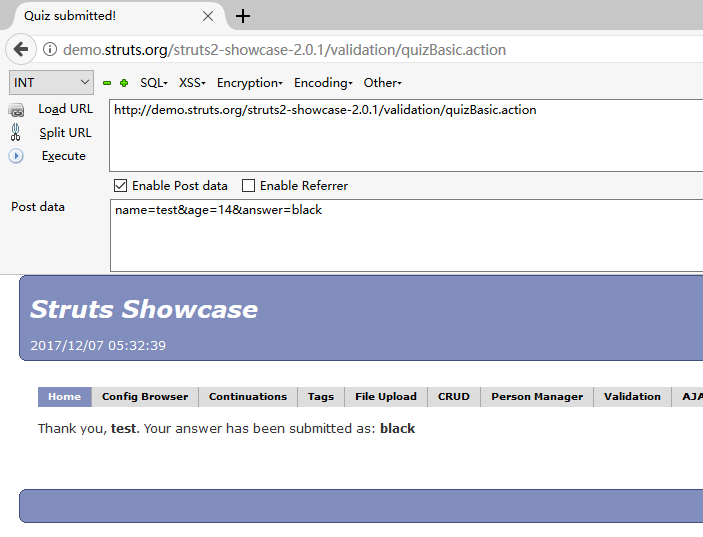 Quiz submitted!
demo.struts.org/struts2-showcase-2.0.1/validation/quizBasic.action
INT SQL XSS Encryption Encoding Other
Load URL http://demo.struts.org/struts2-showcase-2.0.1/validation/quizBasic.action
Split URL
Execute
Enable Post data Enable Referrer
Post data name=test&age=14&answer=black
Struts Showcase
2017/12/07 05:32:39
Home Config Browser Continuations Tags File Upload CRUD Person Manager Validation AJA
Thank you, test. Your answer has been submitted as: black